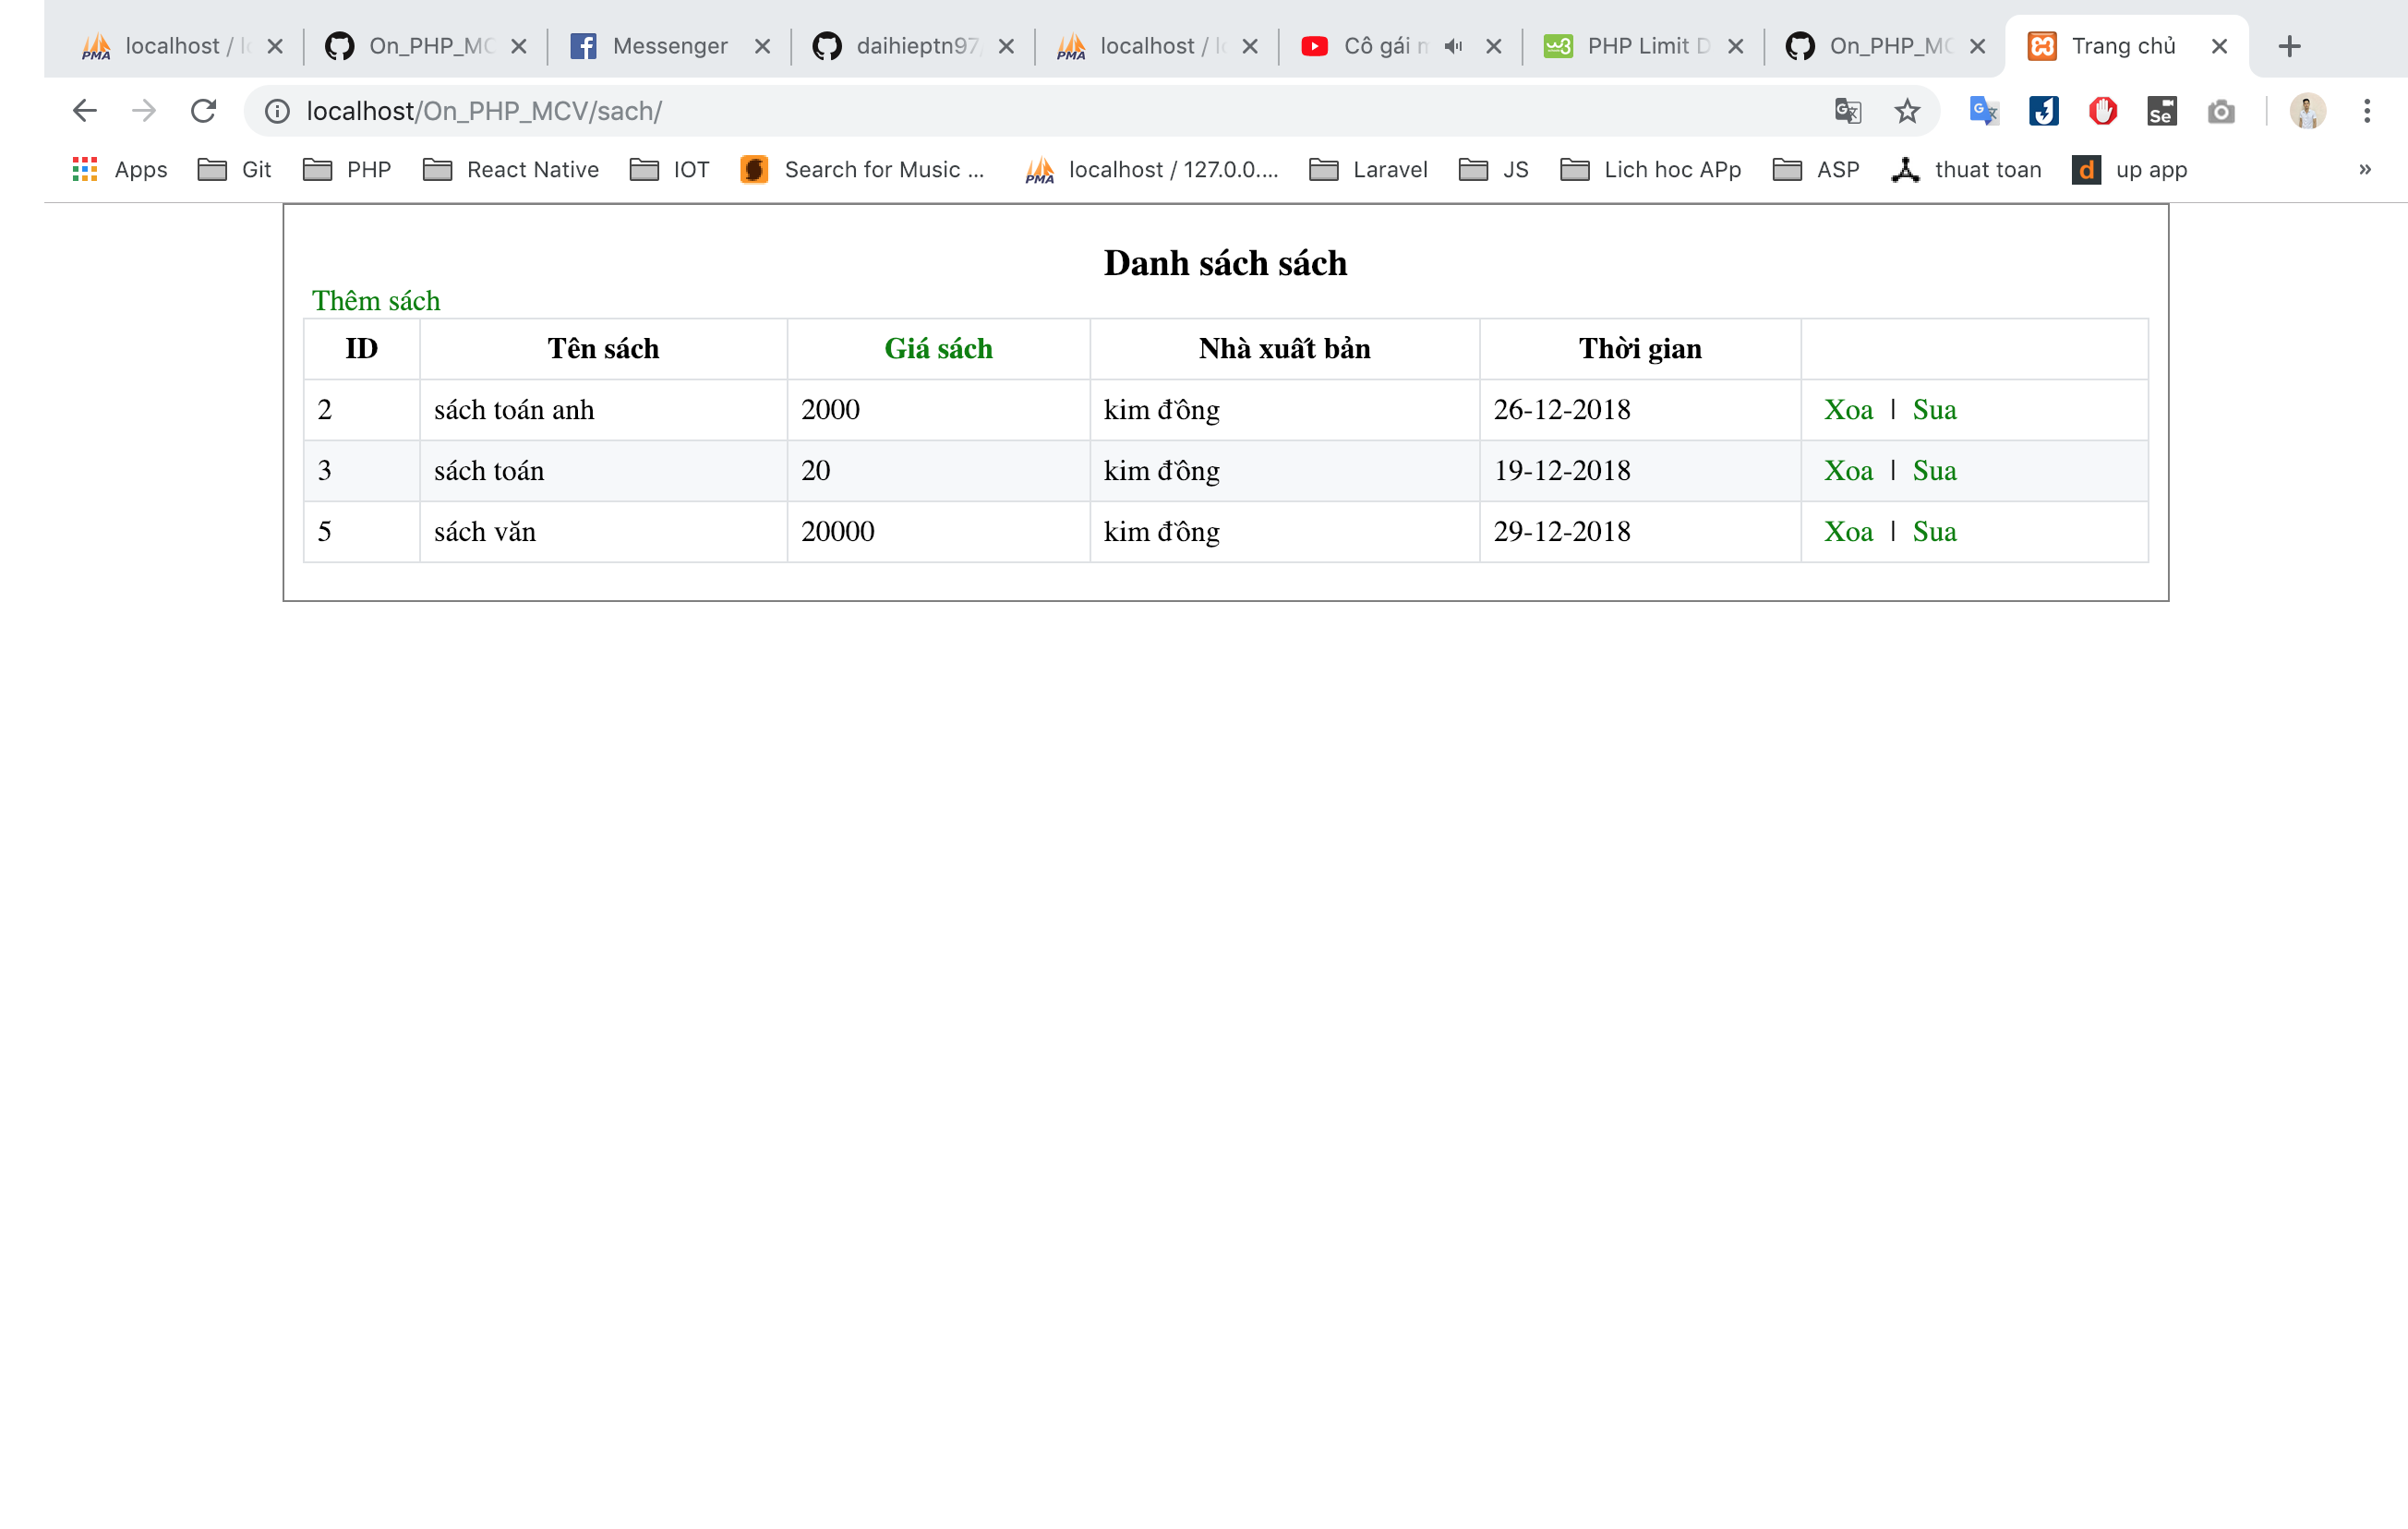 localhost / lo On_PHP_MC Messenger daihieptn97 localhost / lo Cô gái PHP Limit D On_PHP_MC Trang chủ
localhost/On_PHP_MCV/sach/
Apps Git PHP React Native IOT Search for Music ... localhost / 127.0.0.... Laravel JS Lich hoc APp ASP thuat toan up app »
Danh sách sách
Thêm sách
ID Tên sách Giá sách Nhà xuất bản Thời gian
2 sách toán anh 2000 kim đồng 26-12-2018 Xoa | Sua
3 sách toán 20 kim đồng 19-12-2018 Xoa | Sua
5 sách văn 20000 kim đồng 29-12-2018 Xoa | Sua